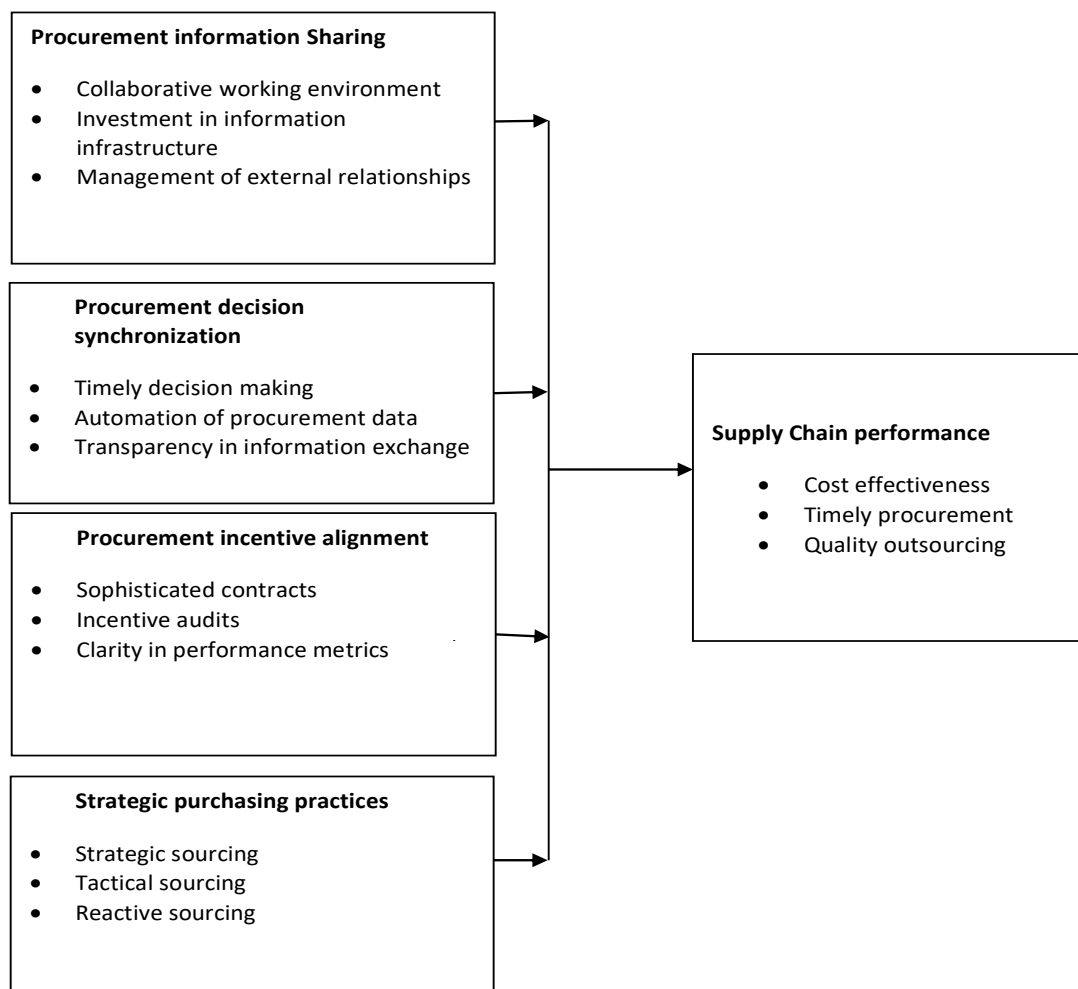 Procurement information Sharing
• Collaborative working environment
• Investment in information
infrastructure
• Management of external relationships
Procurement decision
synchronization
• Timely decision making
• Automation of procurement data
• Transparency in information exchange
Procurement incentive alignment
• Sophisticated contracts
• Incentive audits
• Clarity in performance metrics
Strategic purchasing practices
• Strategic sourcing
• Tactical sourcing
• Reactive sourcing
Supply Chain performance
• Cost effectiveness
• Timely procurement
• Quality outsourcing